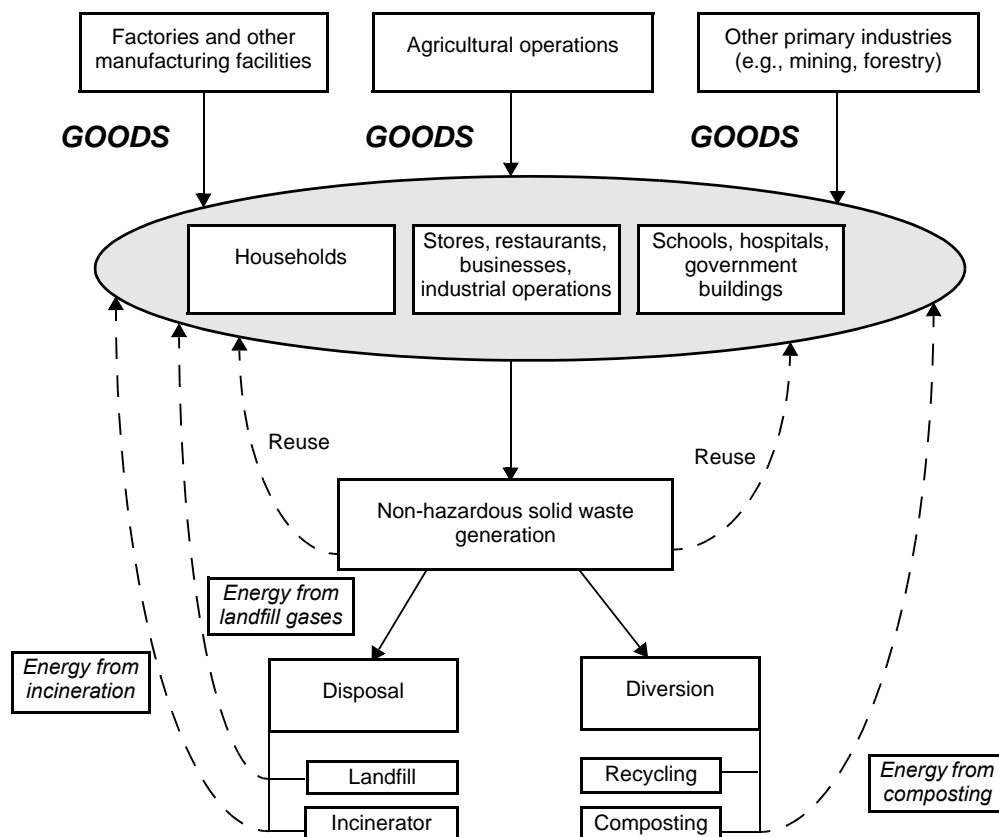 Factories and other
manufacturing facilities
Agricultural operations
Other primary industries
(e.g., mining, forestry)
GOODS
GOODS
GOODS
Households
Stores, restaurants,
businesses,
industrial operations
Schools, hospitals,
government
buildings
Reuse
Reuse
Non-hazardous solid waste
generation
Energy from
landfill gases
Energy from
incineration
Disposal
Diversion
Landfill
Incinerator
Recycling
Composting
Energy from
composting